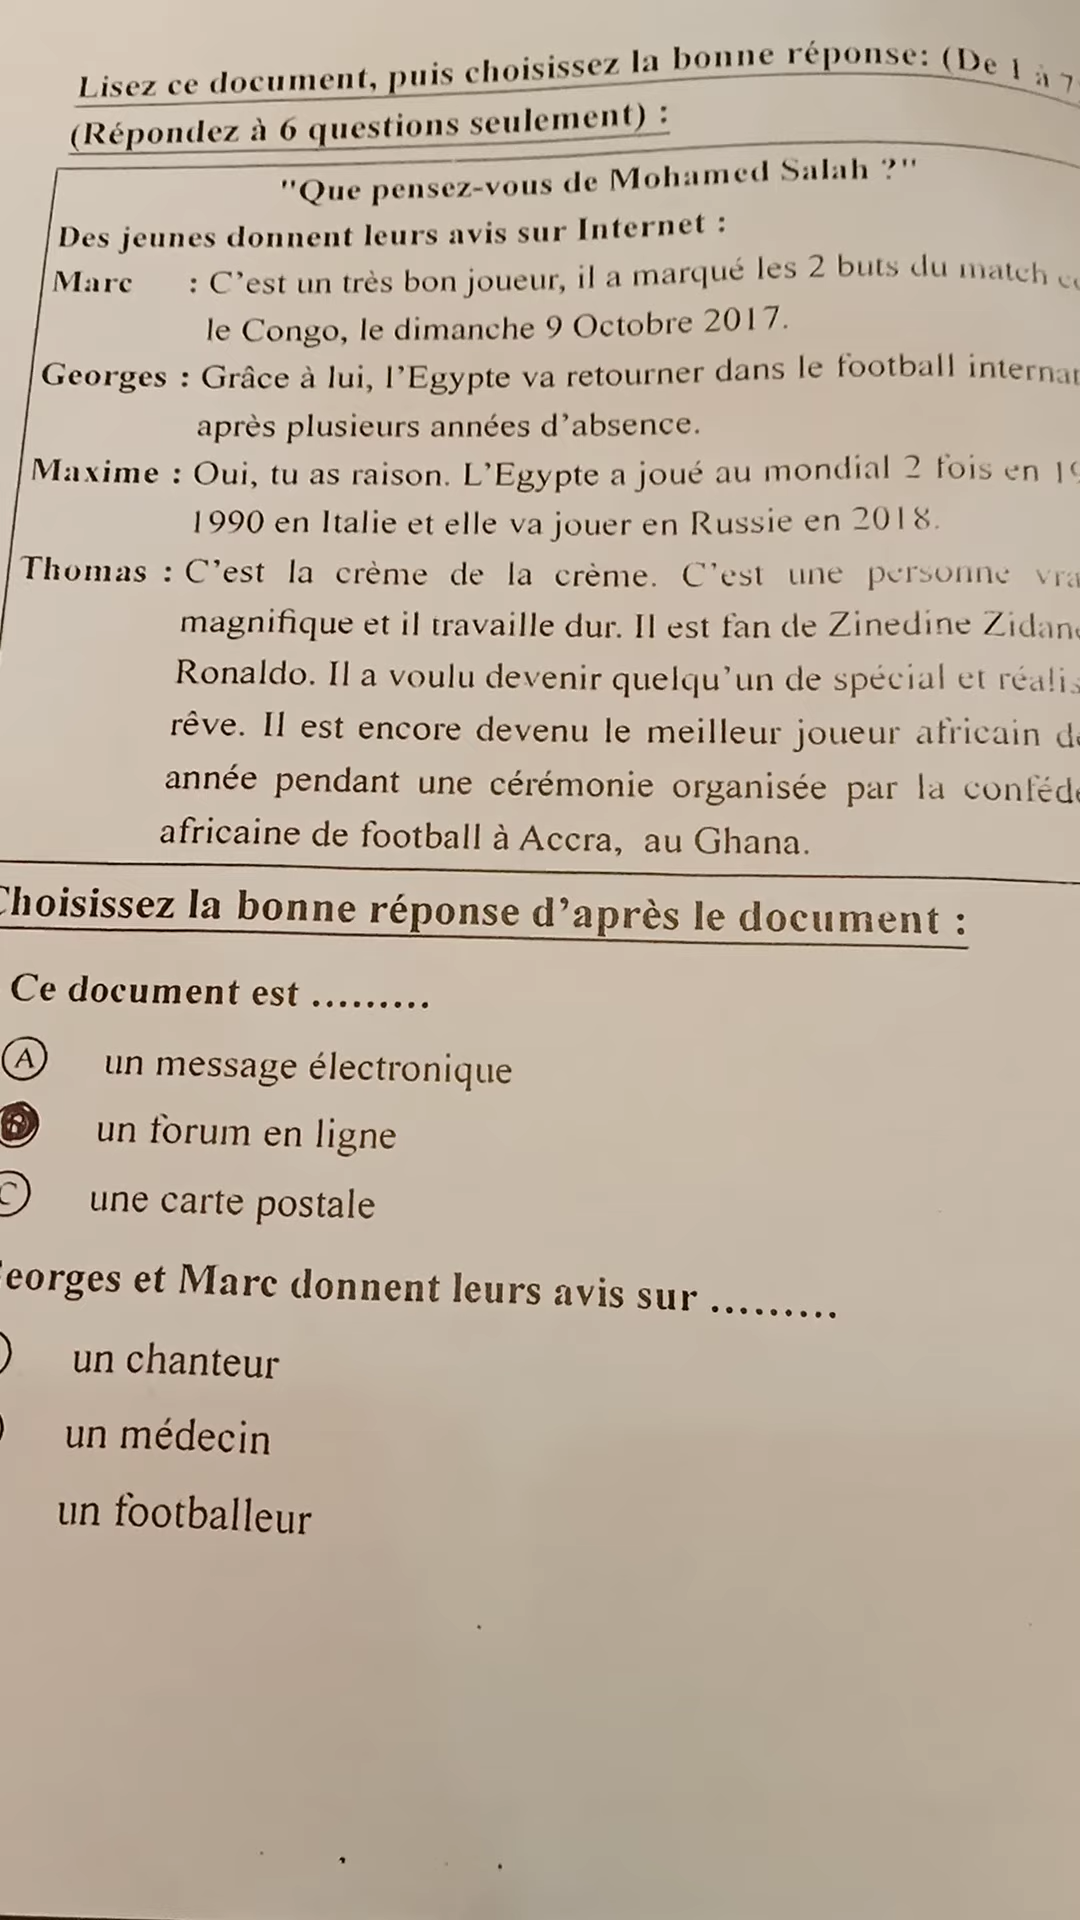 Lisez ce document, puis choisissez la bonne réponse: (De 1 à 7
(Répondez à 6 questions seulement) :
"Que pensez-vous de Mohamed Salah ?"
Des jeunes donnent leurs avis sur Internet :
Marc : C'est un très bon joueur, il a marqué les 2 buts du match
le Congo, le dimanche 9 Octobre 2017.
Georges : Grâce à lui, l'Egypte va retourner dans le football
après plusieurs années d'absence.
Maxime : Oui, tu as raison. L'Egypte a joué au mondial 2 fois en
1990 en Italie et elle va jouer en Russie en 2018.
Thomas : C'est la crème de la crème. C'est une personne
magnifique et il travaille dur. Il est fan de Zinedine
Ronaldo. Il a voulu devenir quelqu'un de spécial et
rêve. Il est encore devenu le meilleur joueur africain
année pendant une cérémonie organisée par la
africaine de football à Accra, au Ghana.
Choisissez la bonne réponse d'après le document :
Ce document est .........
A un message électronique
B un forum en ligne
C une carte postale
et Marc donnent leurs avis sur .........
un chanteur
un médecin
un footballeur